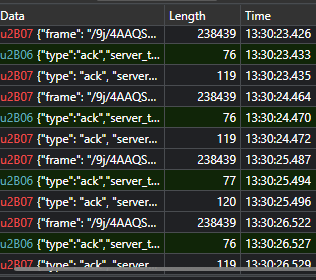 Data Length Time
u2B07 {"frame": "/9j/4AAQS... 238439 13:30:23.426
u2B06 {"type":"ack","server_t... 76 13:30:23.433
u2B07 {"type": "ack", "server... 119 13:30:23.435
u2B07 {"frame": "/9j/4AAQS... 238439 13:30:24.464
u2B06 {"type":"ack","server_t... 76 13:30:24.470
u2B07 {"type": "ack", "server... 119 13:30:24.472
u2B07 {"frame": "/9j/4AAQS... 238439 13:30:25.487
u2B06 {"type":"ack","server_t... 77 13:30:25.494
u2B07 {"type": "ack", "server... 120 13:30:25.496
u2B07 {"frame": "/9j/4AAQS... 238439 13:30:26.522
u2B06 {"type":"ack","server_t... 76 13:30:26.527
u2B07 {"type": "ack", "server... 119 13:30:26.529